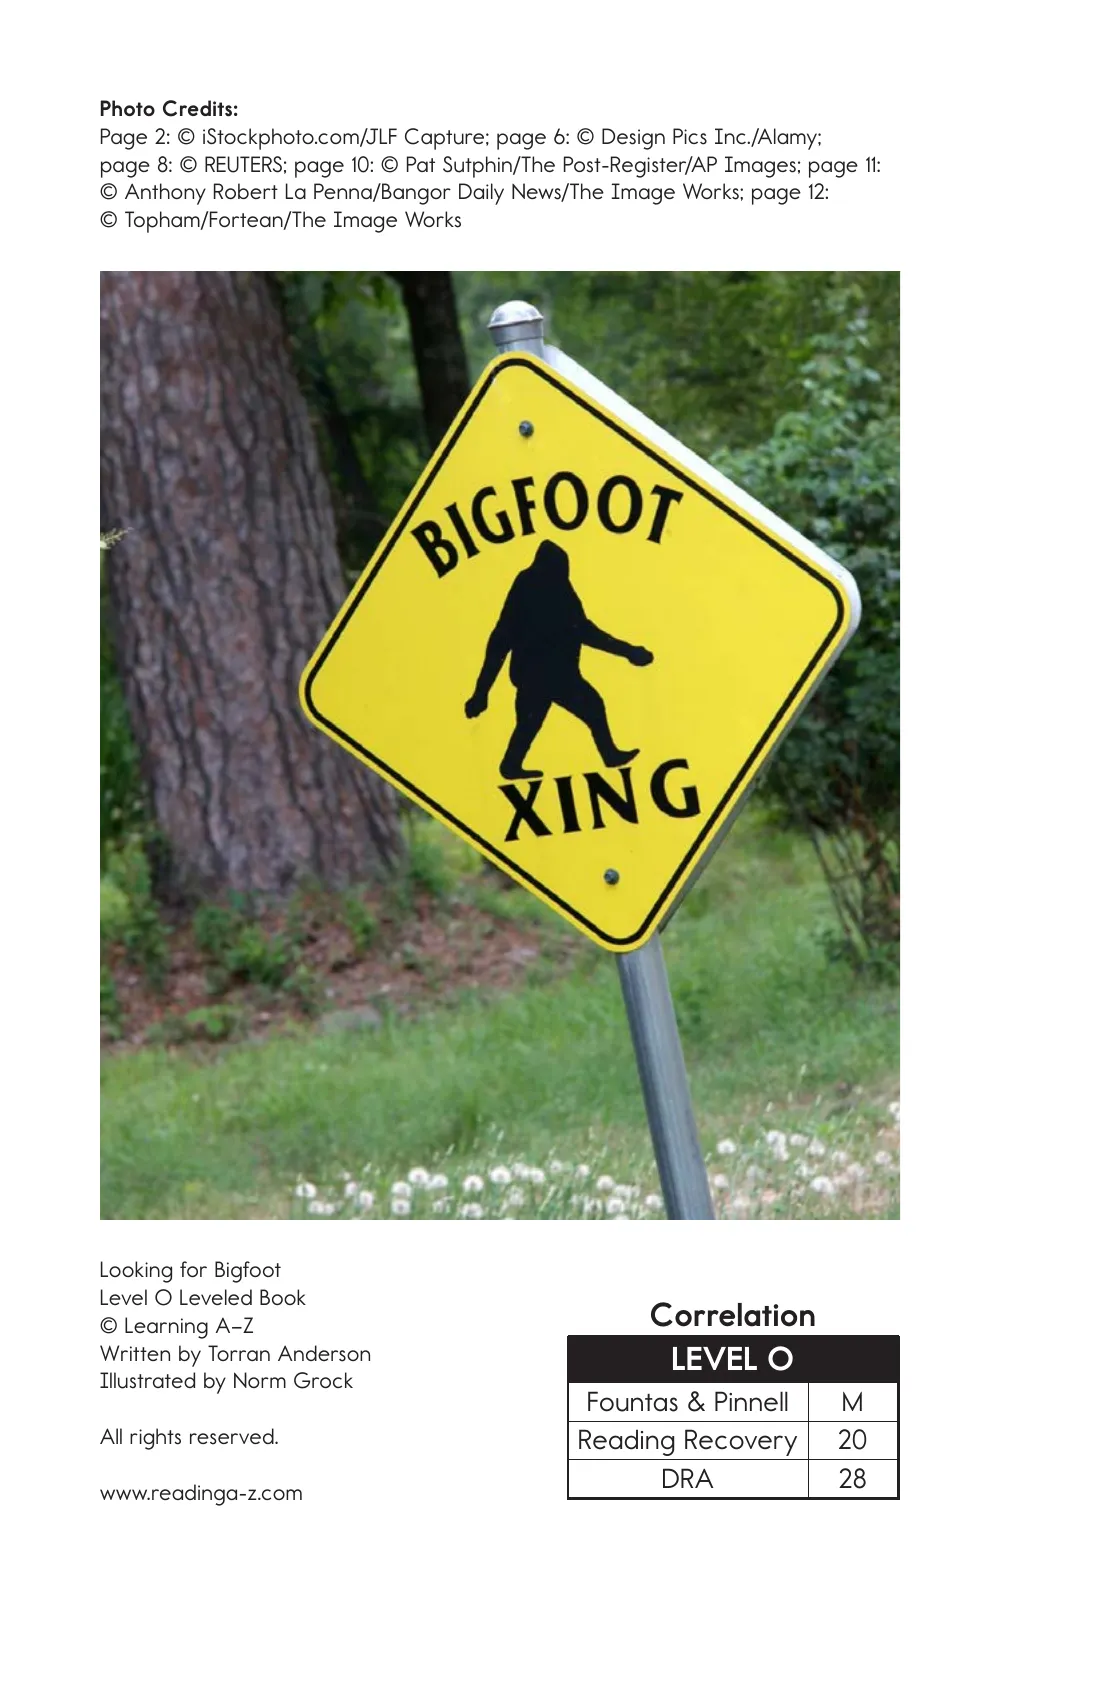 Photo Credits:
Page 2: © iStockphoto.com/JLF Capture; page 6: © Design Pics Inc./Alamy;
page 8: © REUTERS; page 10: © Pat Sutphin/The Post-Register/AP Images; page 11:
© Anthony Robert La Penna/Bangor Daily News/The Image Works; page 12:
© Topham/Fortean/The Image Works
BIGFOOT
XING
Looking for Bigfoot
Level O Leveled Book
© Learning A–Z
Written by Torran Anderson
Illustrated by Norm Grock
All rights reserved.
www.readinga-z.com
Correlation
LEVEL O
Fountas & Pinnell M
Reading Recovery 20
DRA 28